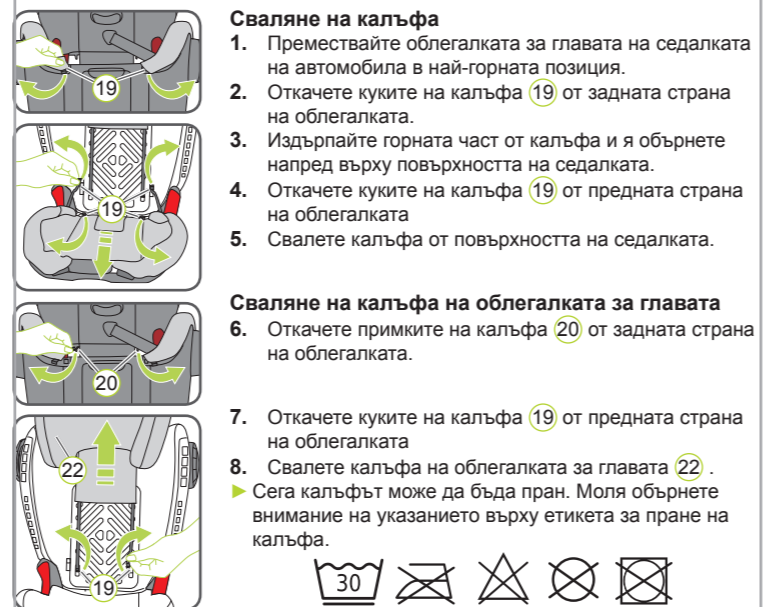 Сваляне на калъфа
1. Премествайте облегалката за главата на седалката
на автомобила в най-горната позиция.
2. Откачете куките на калъфа 19 от задната страна
на облегалката.
3. Издърпайте горната част от калъфа и я обърнете
напред върху повърхността на седалката.
4. Откачете куките на калъфа 19 от предната страна
на облегалката
5. Свалете калъфа от повърхността на седалката.
19
19
Сваляне на калъфа на облегалката за главата
6. Откачете примките на калъфа 20 от задната страна
на облегалката.
20
7. Откачете куките на калъфа 19 от предната страна
на облегалката
8. Свалете калъфа на облегалката за главата 22 .
► Сега калъфът може да бъда пран. Моля обърнете
внимание на указанието върху етикета за пране на
калъфа.
22
19
30